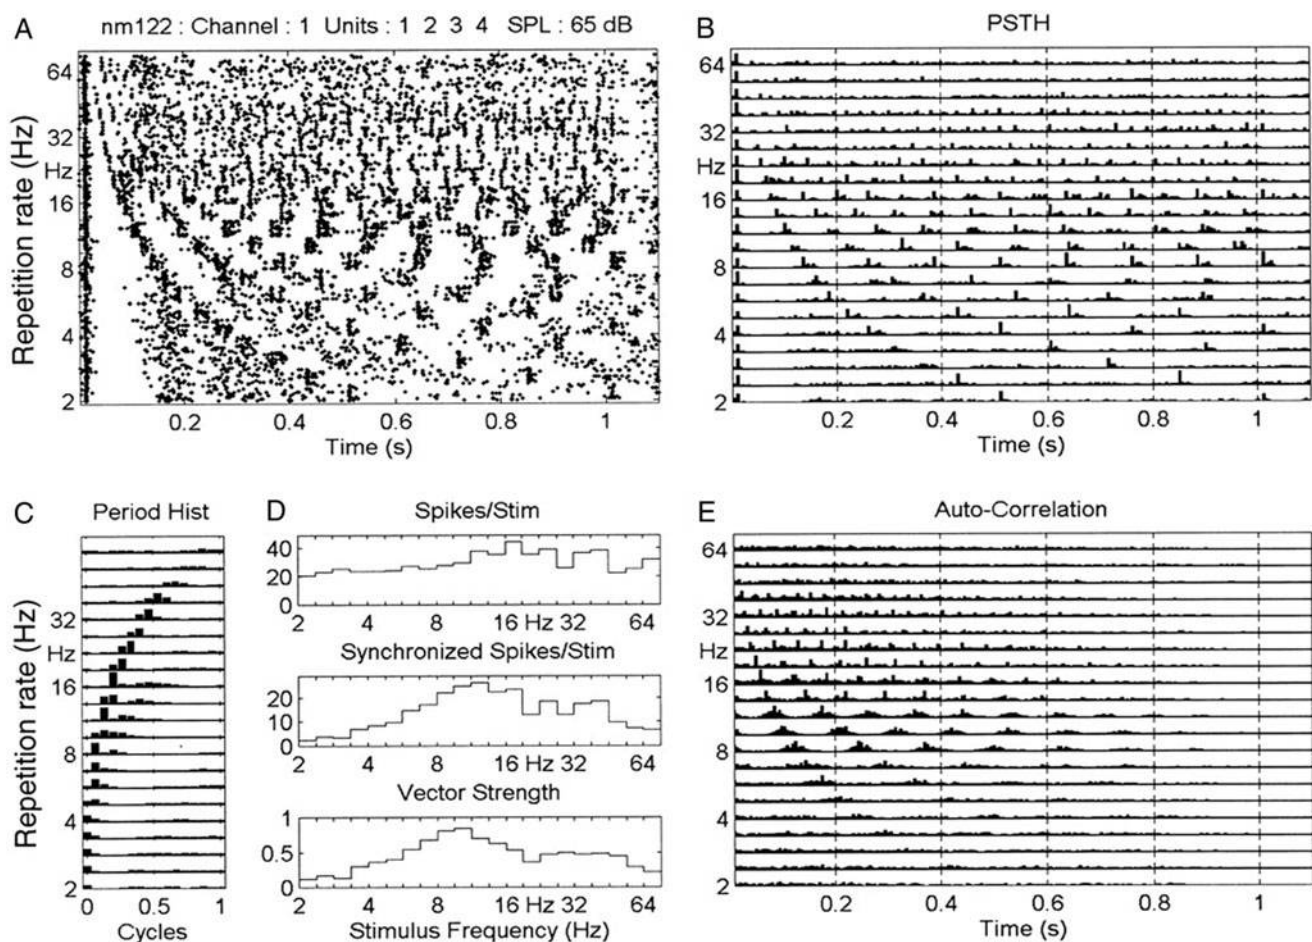 A
nm122 : Channel : 1 Units : 1 2 3 4 SPL : 65 dB
Repetition rate (Hz)
64
32
Hz
16
8
4
2
0.2 0.4 0.6 0.8 1
Time (s)
B
PSTH
64
32
Hz
16
8
4
2
0.2 0.4 0.6 0.8 1
Time (s)
C
Period Hist
Repetition rate (Hz)
32
Hz
16
8
4
2
0 0.5 1
Cycles
D
Spikes/Stim
40
20
0
2 4 8 16 Hz 32 64
Synchronized Spikes/Stim
20
10
0
2 4 8 16 Hz 32 64
Vector Strength
1
0.5
0
2 4 8 16 Hz 32 64
Stimulus Frequency (Hz)
E
Auto-Correlation
64
32
Hz
16
8
4
2
0.2 0.4 0.6 0.8 1
Time (s)